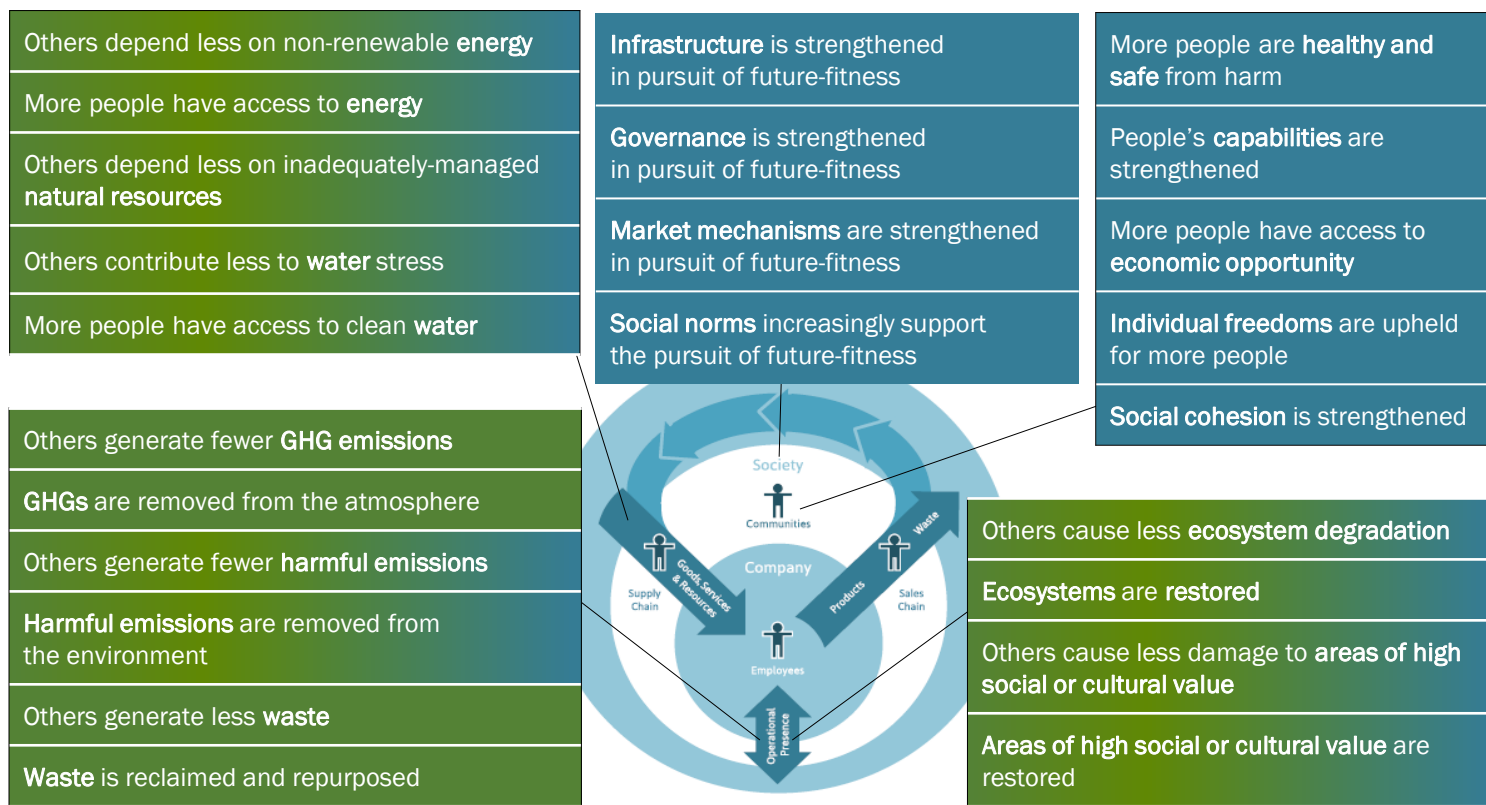 Others depend less on non-renewable energy
More people have access to energy
Others depend less on inadequately-managed
natural resources
Others contribute less to water stress
More people have access to clean water
Infrastructure is strengthened
in pursuit of future-fitness
Governance is strengthened
in pursuit of future-fitness
Market mechanisms are strengthened
in pursuit of future-fitness
Social norms increasingly support
the pursuit of future-fitness
More people are healthy and
safe from harm
People's capabilities are
strengthened
More people have access to
economic opportunity
Individual freedoms are upheld
for more people
Social cohesion is strengthened
Others generate fewer GHG emissions
GHGs are removed from the atmosphere
Others generate fewer harmful emissions
Harmful emissions are removed from
the environment
Others generate less waste
Waste is reclaimed and repurposed
Society
Communities
Company
Supply
Chain
Goods, Services
& Resources
Products
Waste
Sales
Chain
Employees
Operational
Presence
Others cause less ecosystem degradation
Ecosystems are restored
Others cause less damage to areas of high
social or cultural value
Areas of high social or cultural value are
restored